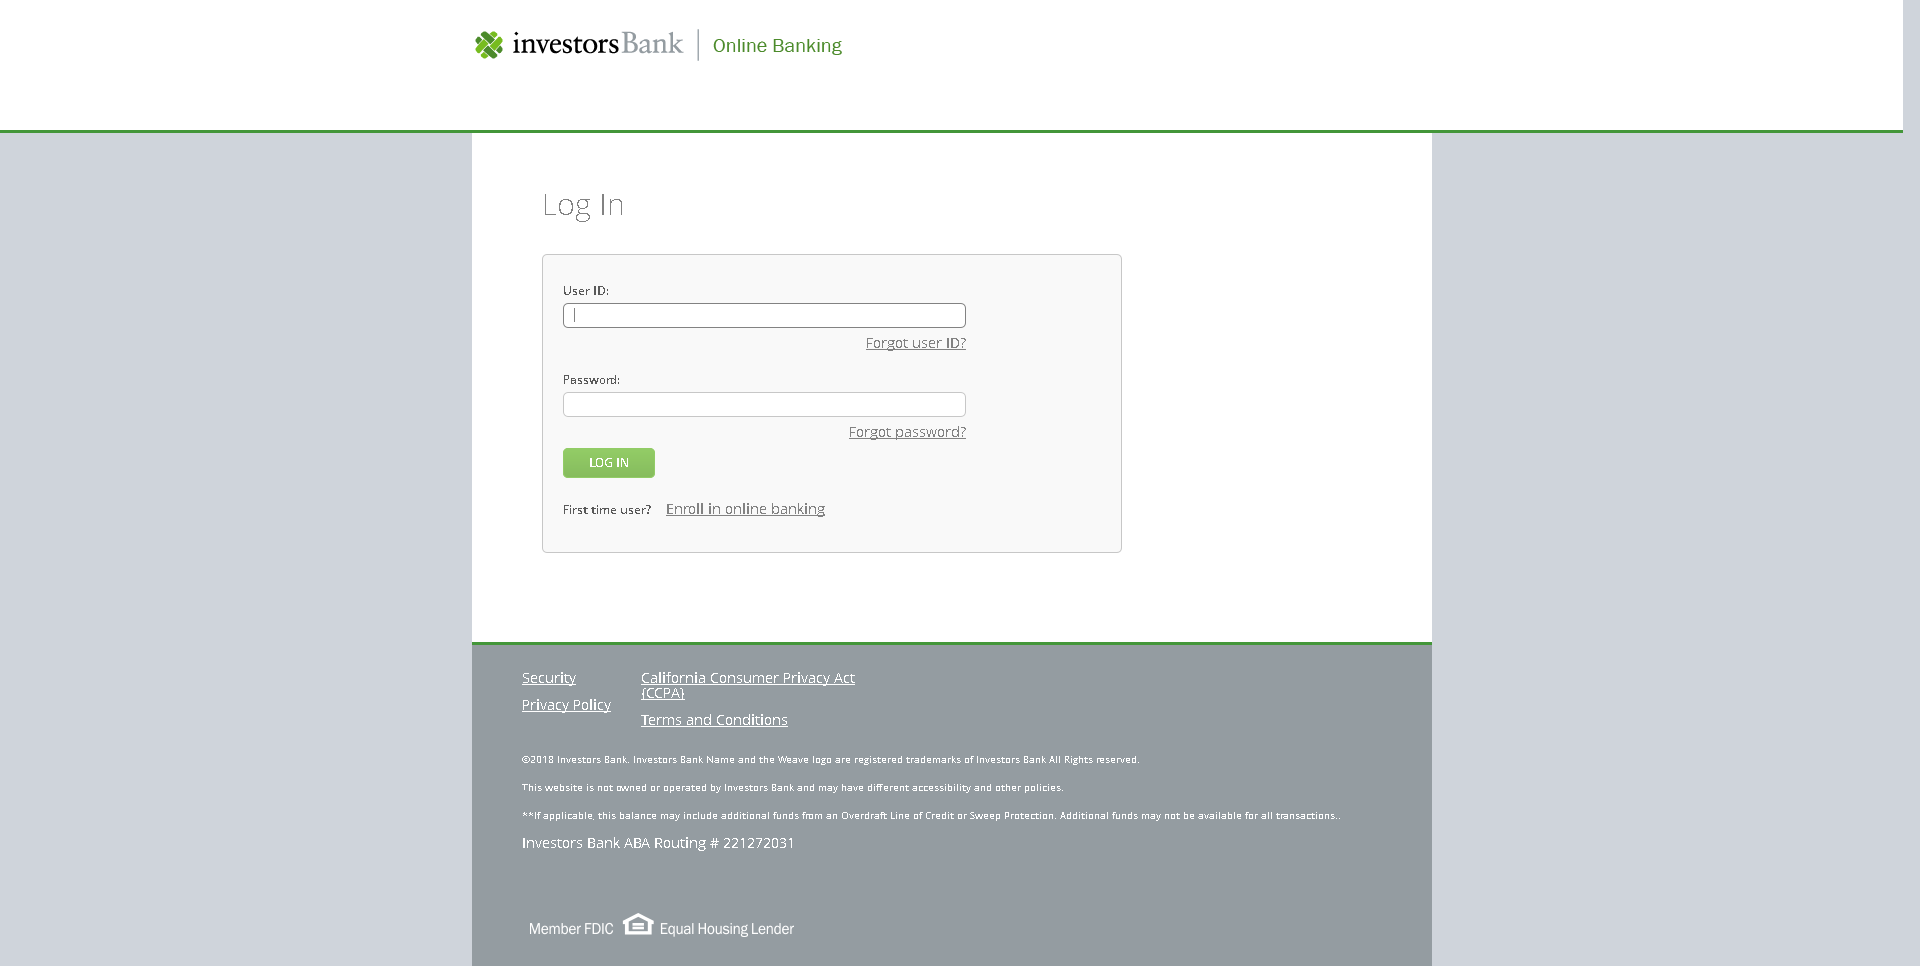 investorsBank | Online Banking
Log In
User ID:
Forgot user ID?
Password:
Forgot password?
LOG IN
First time user? Enroll in online banking
Security
Privacy Policy
California Consumer Privacy Act
(CCPA)
Terms and Conditions
©2018 Investors Bank. Investors Bank Name and the Weave logo are registered trademarks of Investors Bank All Rights reserved.
This website is not owned or operated by Investors Bank and may have different accessibility and other policies.
**If applicable, this balance may include additional funds from an Overdraft Line of Credit or Sweep Protection. Additional funds may not be available for all transactions..
Investors Bank ABA Routing # 221272031
Member FDIC Equal Housing Lender